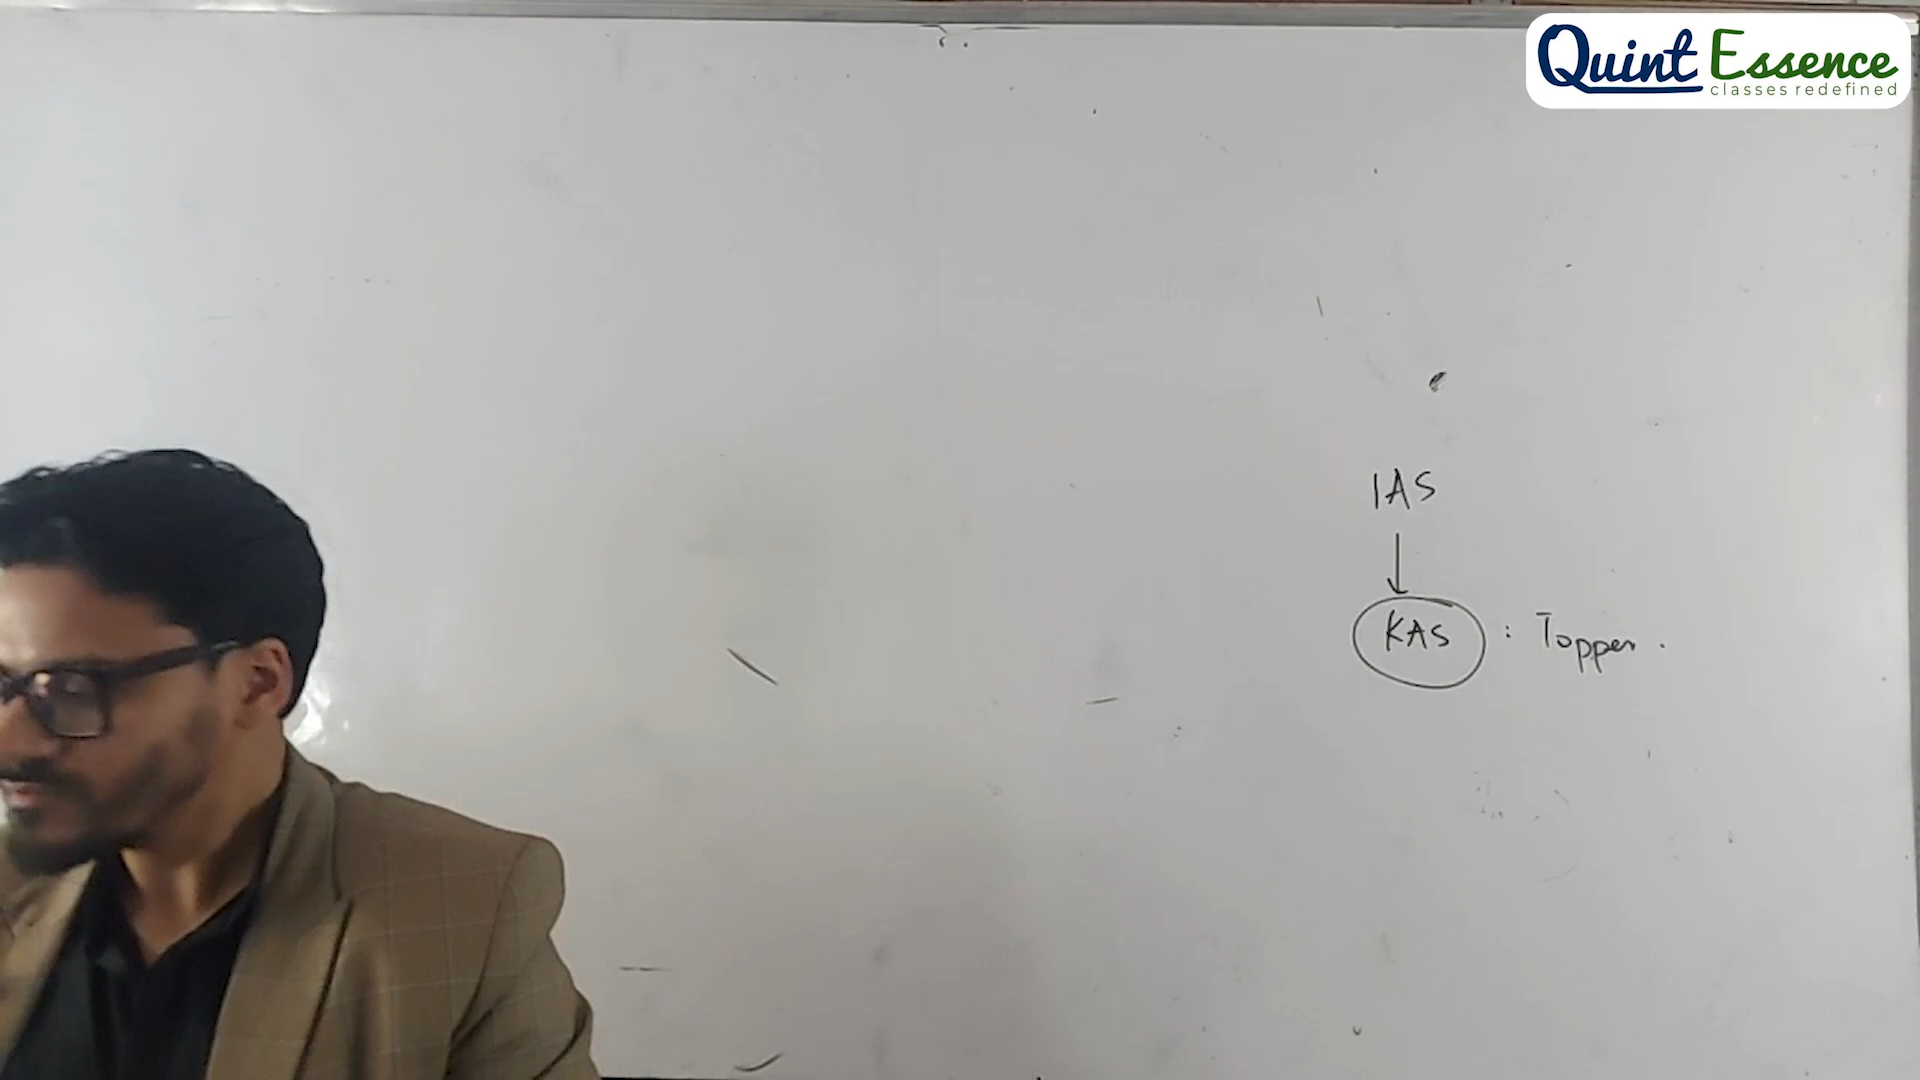 Quint Essence
classes redefined
IAS
↓
KAS : Topper.